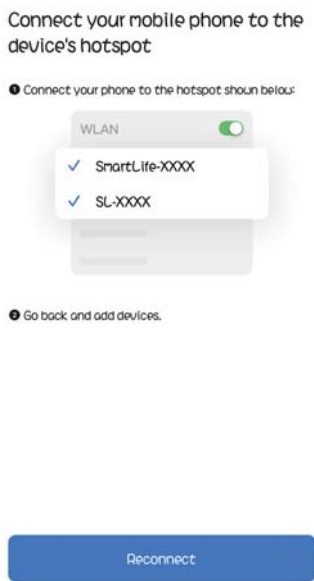 Connect your mobile phone to the
device's hotspot
❶ Connect your phone to the hotspot shown below:
WLAN
✓ SmartLife-XXXX
✓ SL-XXXX
❷ Go back and add devices.
Reconnect